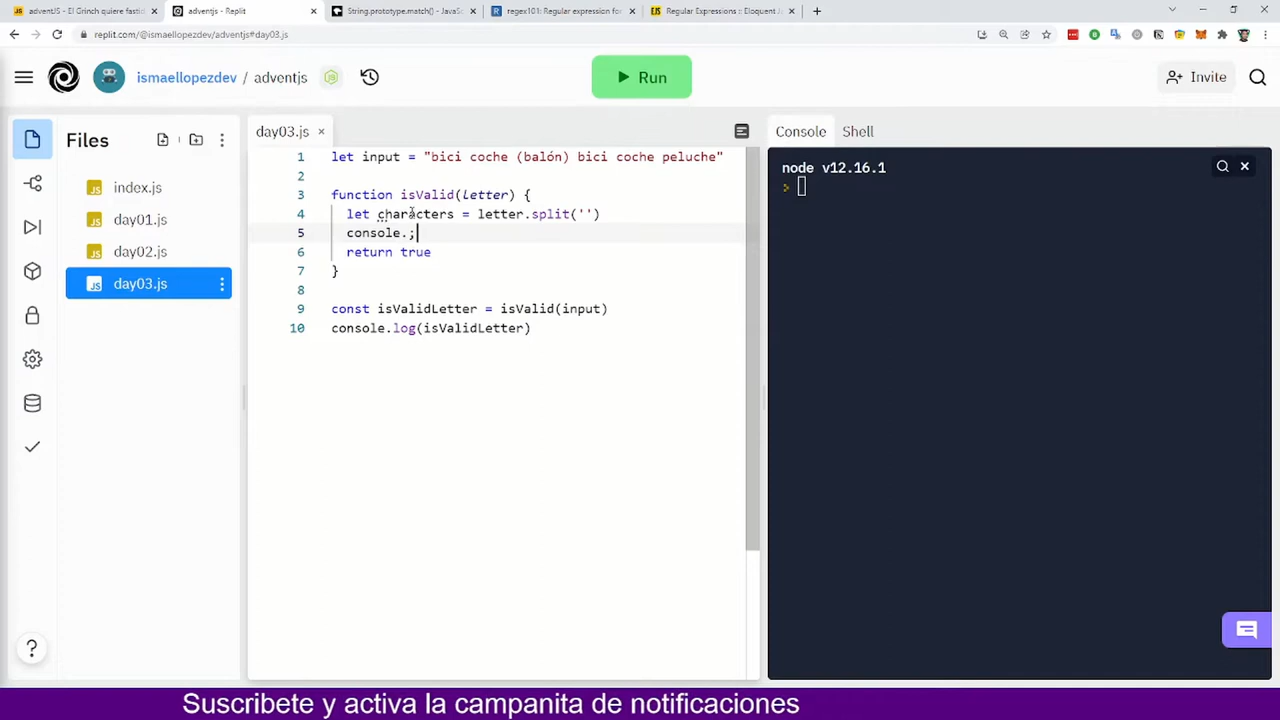 adventJS - El Grinch quiere fastidi
adventjs - Replit
String.prototype.match() - JavaSc
regex101: Regular expression for
Regular Expressions :: Eloquent J
replit.com/@ismaellopezdev/adventjs#day03.js
ismaellopezdev / adventjs
Run
Invite
Files
day03.js
Console
Shell
index.js
day01.js
day02.js
day03.js
1 let input = "bici coche (balón) bici coche peluche"
2
3 function isValid(letter) {
4 let characters = letter.split('')
5 console.;
6 return true
7 }
8
9 const isValidLetter = isValid(input)
10 console.log(isValidLetter)
node v12.16.1
>
?
Suscribete y activa la campanita de notificaciones